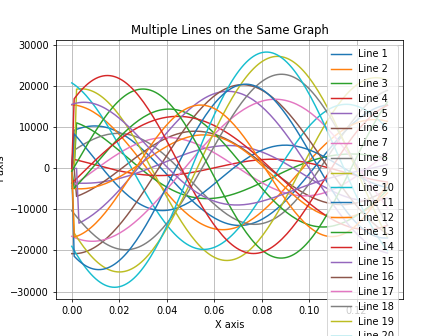 Multiple Lines on the Same Graph
30000
20000
10000
0
−10000
−20000
−30000
0.00
0.02
0.04
0.06
0.08
0.10
X axis
Line 1
Line 2
Line 3
Line 4
Line 5
Line 6
Line 7
Line 8
Line 9
Line 10
Line 11
Line 12
Line 13
Line 14
Line 15
Line 16
Line 17
Line 18
Line 19
Line 20